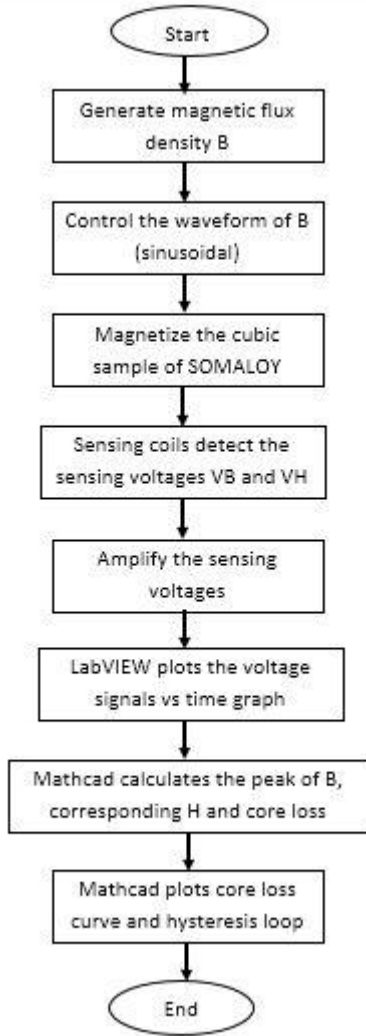 Start
Generate magnetic flux
density B
Control the waveform of B
(sinusoidal)
Magnetize the cubic
sample of SOMALOY
Sensing coils detect the
sensing voltages VB and VH
Amplify the sensing
voltages
LabVIEW plots the voltage
signals vs time graph
Mathcad calculates the peak of B,
corresponding H and core loss
Mathcad plots core loss
curve and hysteresis loop
End